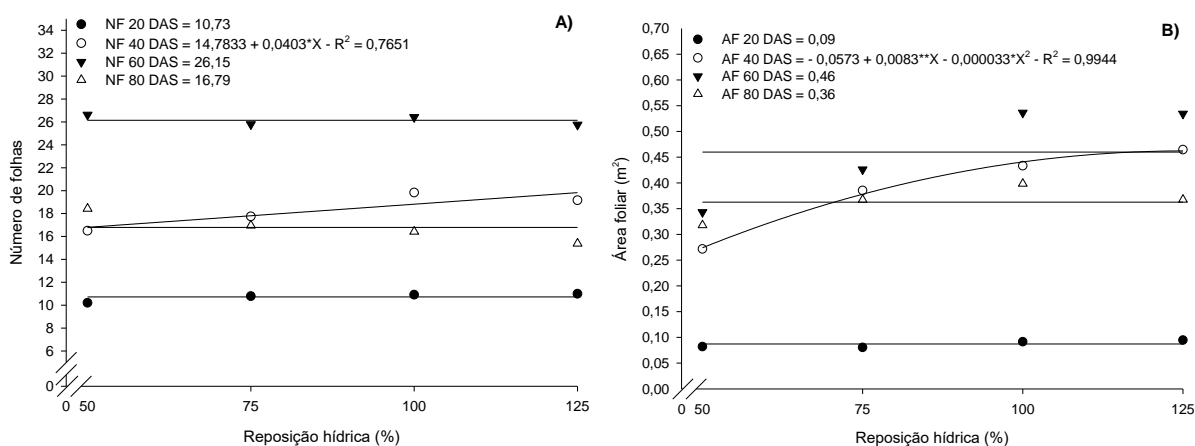 A)
NF 20 DAS = 10,73
NF 40 DAS = 14,7833 + 0,0403*X - R² = 0,7651
NF 60 DAS = 26,15
NF 80 DAS = 16,79
Número de folhas
34
32
30
28
26
24
22
20
18
16
14
12
10
8
6
0
0 50 75 100 125
Reposição hídrica (%)
B)
AF 20 DAS = 0,09
AF 40 DAS = - 0,0573 + 0,0083**X - 0,000033*X² - R² = 0,9944
AF 60 DAS = 0,46
AF 80 DAS = 0,36
Área foliar (m²)
0,70
0,65
0,60
0,55
0,50
0,45
0,40
0,35
0,30
0,25
0,20
0,15
0,10
0,05
0,00
0 50 75 100 125
Reposição hídrica (%)